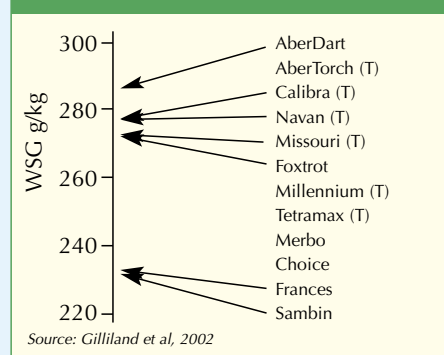 300
280
260
240
220
WSG g/kg
AberDart
AberTorch (T)
Calibra (T)
Navan (T)
Missouri (T)
Foxtrot
Millennium (T)
Tetramax (T)
Merbo
Choice
Frances
Sambin
Source: Gilliland et al, 2002